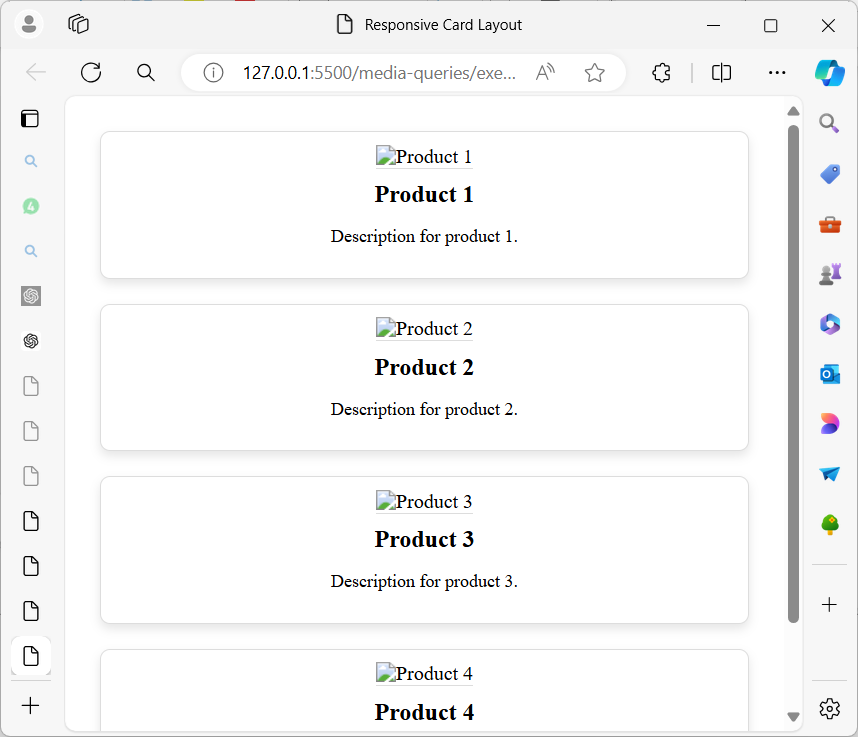 Responsive Card Layout
127.0.0.1:5500/media-queries/exe...
Product 1
Product 1
Description for product 1.
Product 2
Product 2
Description for product 2.
Product 3
Product 3
Description for product 3.
Product 4
Product 4